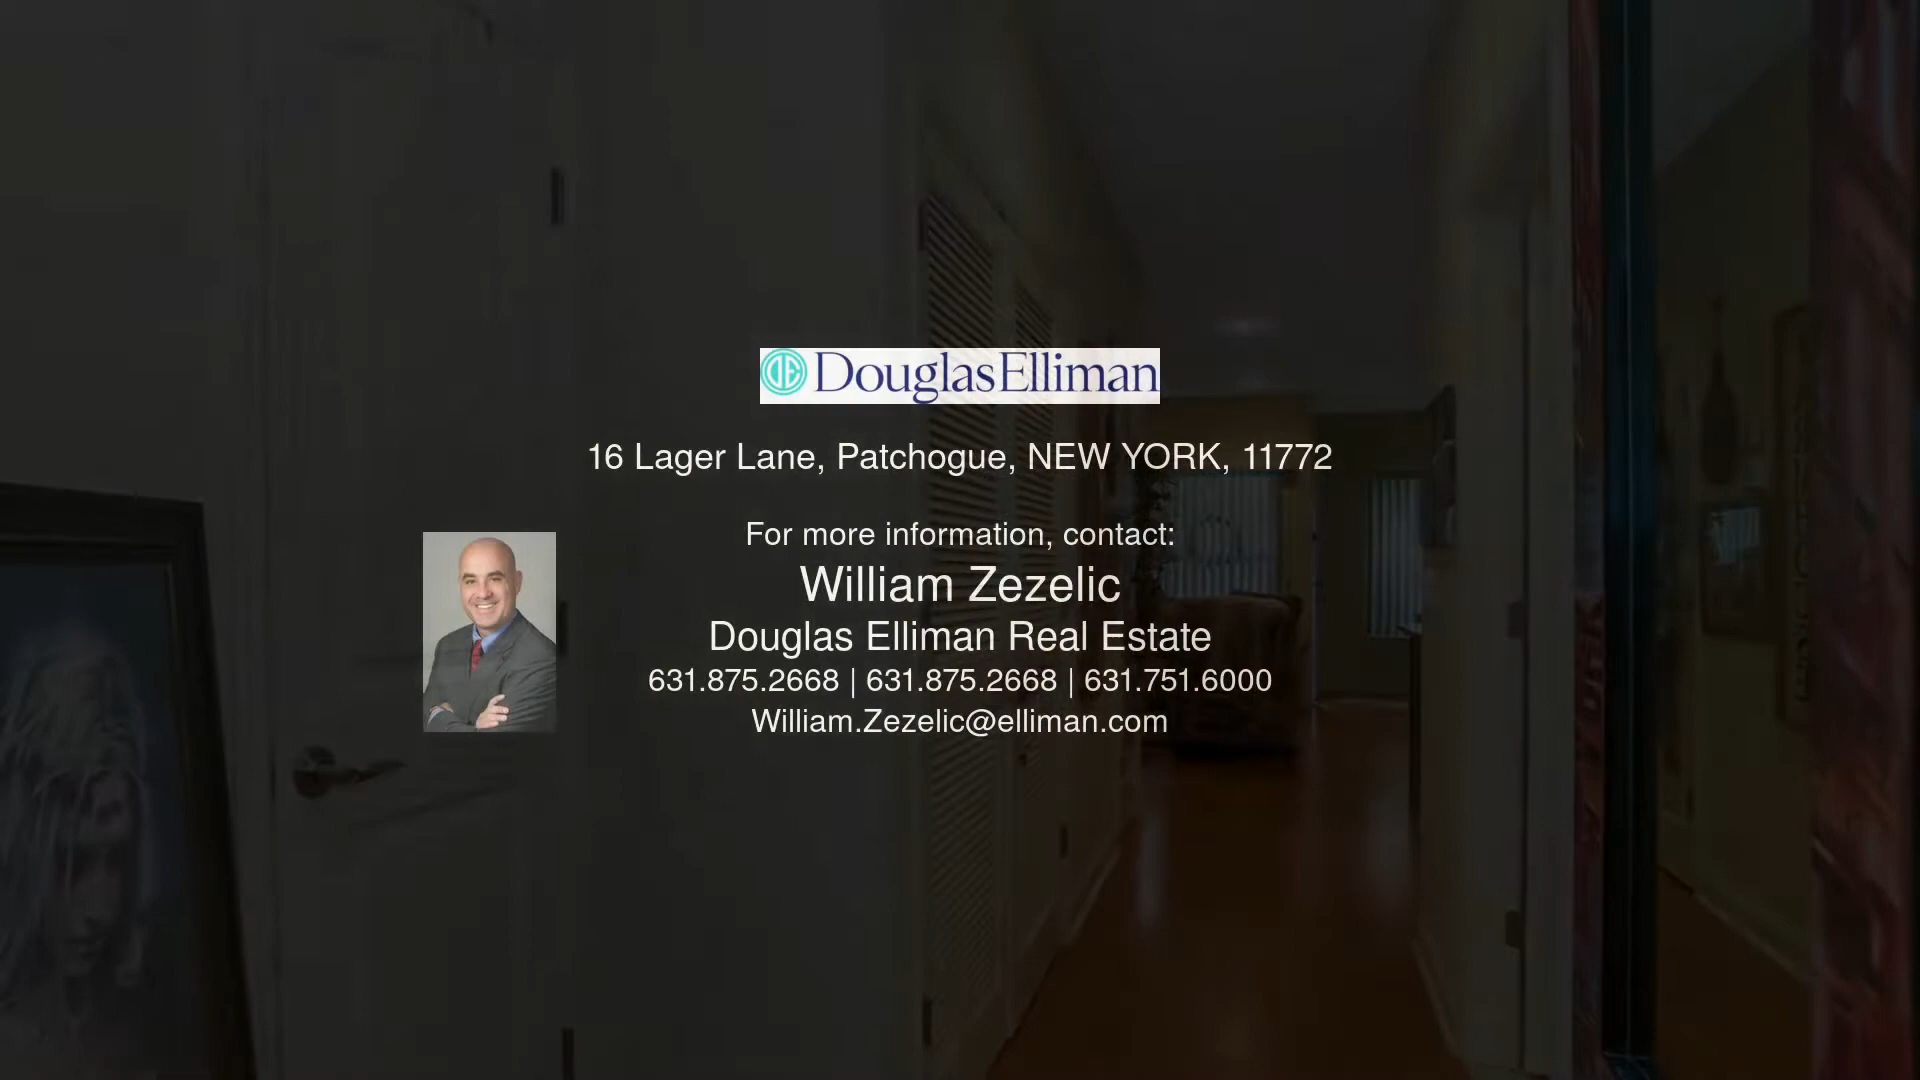 DE DouglasElliman
16 Lager Lane, Patchogue, NEW YORK, 11772
For more information, contact:
William Zezelic
Douglas Elliman Real Estate
631.875.2668 | 631.875.2668 | 631.751.6000
William.Zezelic@elliman.com